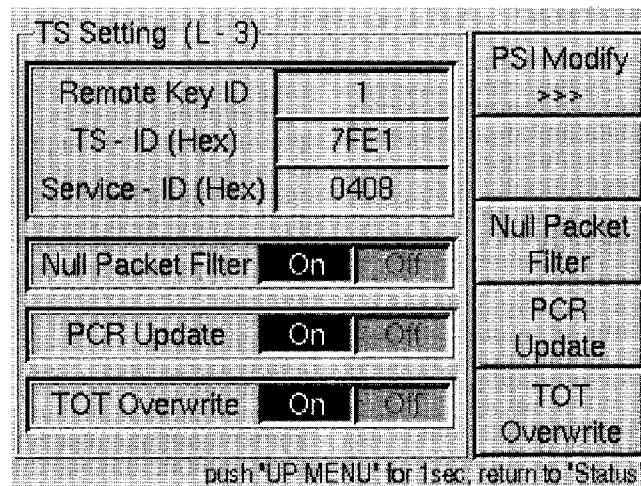 TS Setting (L - 3)
Remote Key ID 1
TS - ID (Hex) 7FE1
Service - ID (Hex) 0408
Null Packet Filter On Off
PCR Update On Off
TOT Overwrite On Off
PSI Modify
>>>
Null Packet
Filter
PCR
Update
TOT
Overwrite
push "UP MENU" for 1sec, return to "Status